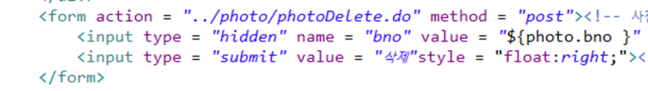 <form action = "../photo/photoDelete.do" method = "post"><!-- 사진
<input type = "hidden" name = "bno" value = "${photo.bno }"
<input type = "submit" value = "삭제"style = "float:right;"><
</form>